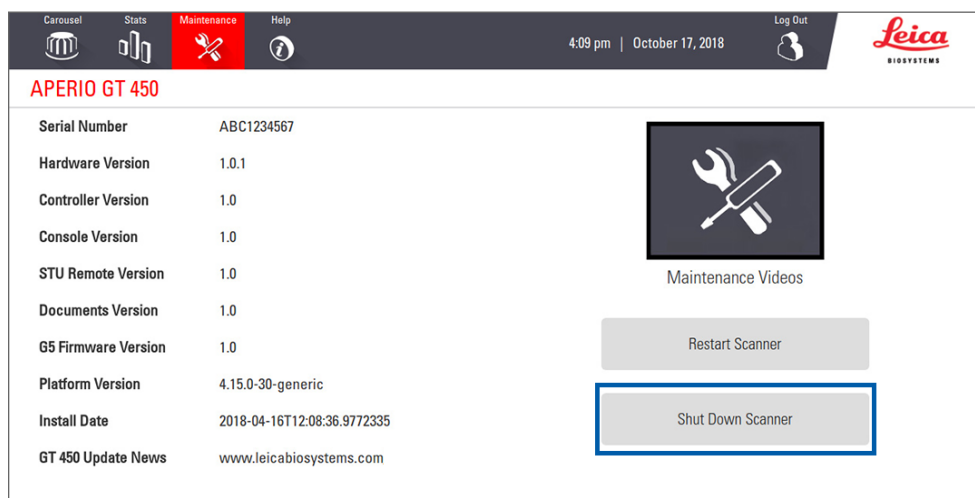 Carousel Stats Maintenance Help Log Out
4:09 pm | October 17, 2018
Leica
BIOSYSTEMS
APERIO GT 450
Serial Number ABC1234567
Hardware Version 1.0.1
Controller Version 1.0
Console Version 1.0
STU Remote Version 1.0
Documents Version 1.0
G5 Firmware Version 1.0
Platform Version 4.15.0-30-generic
Install Date 2018-04-16T12:08:36.9772335
GT 450 Update News www.leicabiosystems.com
Maintenance Videos
Restart Scanner
Shut Down Scanner